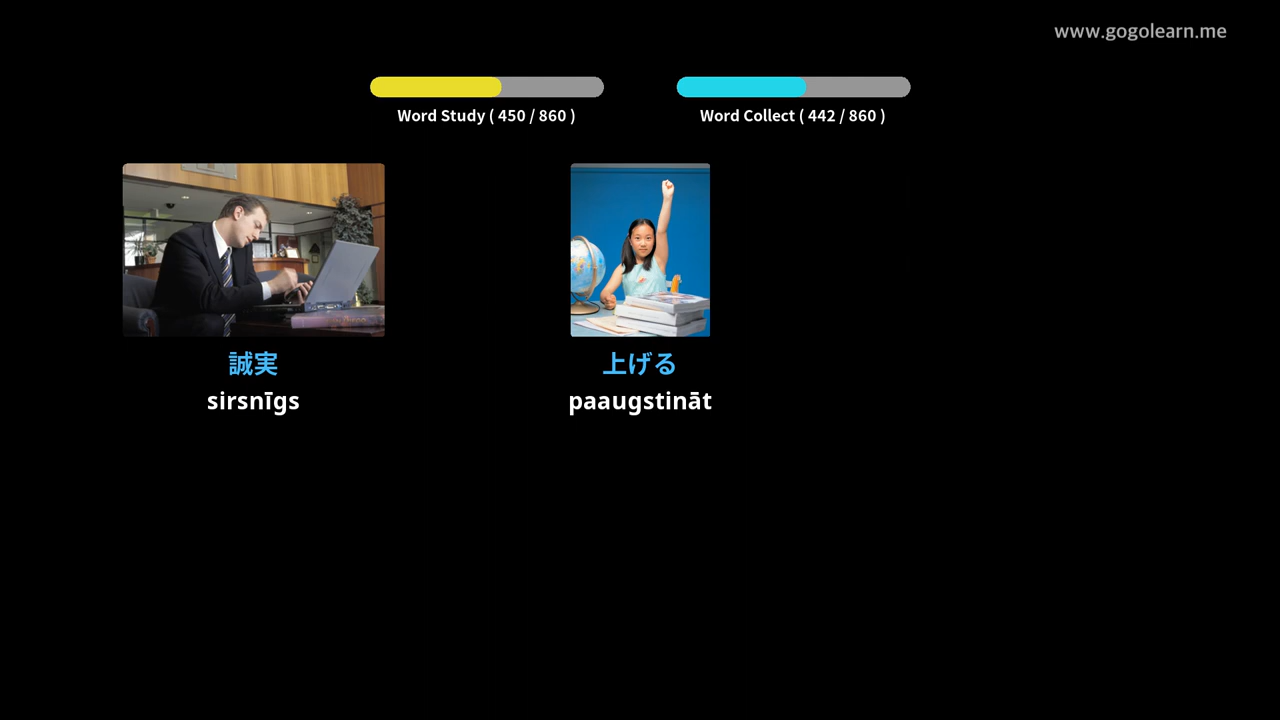 www.gogolearn.me
Word Study ( 450 / 860 )
Word Collect ( 442 / 860 )
誠実
sirsnīgs
上げる
paaugstināt